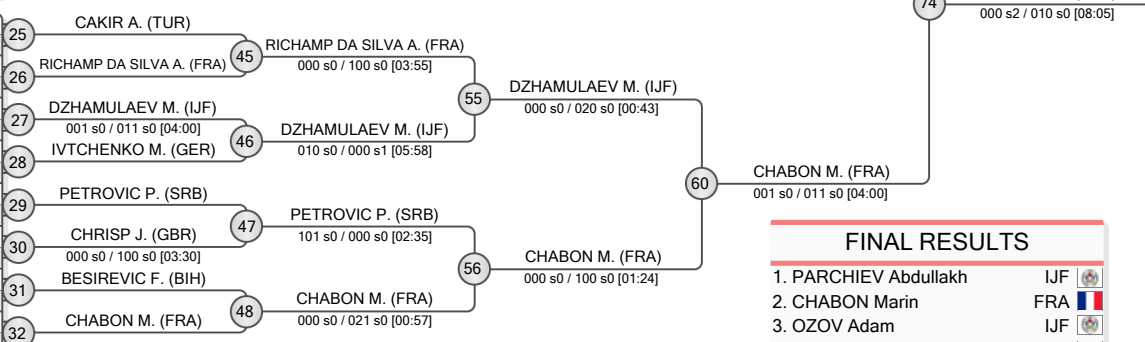 74
000 s2 / 010 s0 [08:05]
25
CAKIR A. (TUR)
45
RICHAMP DA SILVA A. (FRA)
000 s0 / 100 s0 [03:55]
26
RICHAMP DA SILVA A. (FRA)
55
DZHAMULAEV M. (IJF)
000 s0 / 020 s0 [00:43]
27
DZHAMULAEV M. (IJF)
001 s0 / 011 s0 [04:00]
46
DZHAMULAEV M. (IJF)
010 s0 / 000 s1 [05:58]
28
IVTCHENKO M. (GER)
60
CHABON M. (FRA)
001 s0 / 011 s0 [04:00]
29
PETROVIC P. (SRB)
47
PETROVIC P. (SRB)
101 s0 / 000 s0 [02:35]
30
CHRISP J. (GBR)
000 s0 / 100 s0 [03:30]
56
CHABON M. (FRA)
000 s0 / 100 s0 [01:24]
31
BESIREVIC F. (BIH)
48
CHABON M. (FRA)
000 s0 / 021 s0 [00:57]
32
CHABON M. (FRA)
FINAL RESULTS
1. PARCHIEV Abdullakh IJF
2. CHABON Marin FRA
3. OZOV Adam IJF